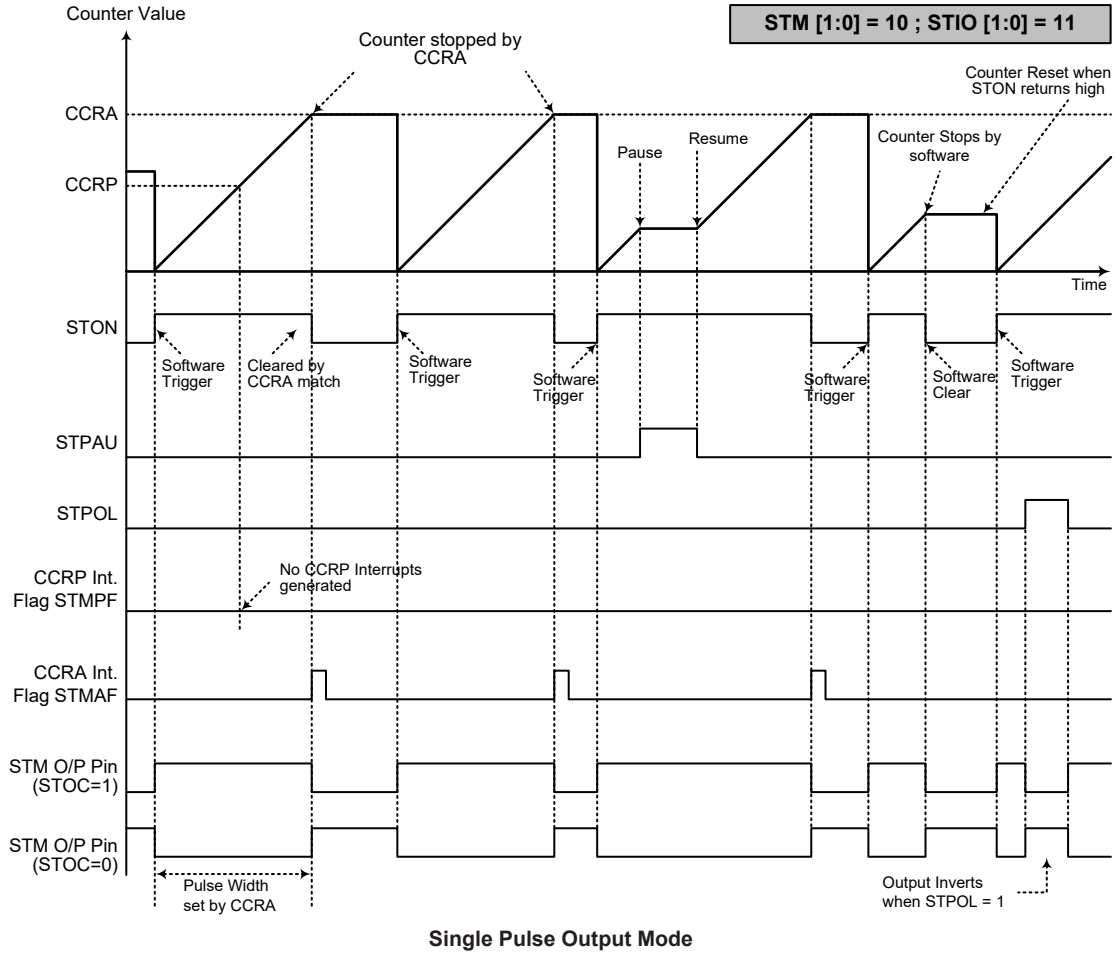 Counter Value
STM [1:0] = 10 ; STIO [1:0] = 11
Counter stopped by
CCRA
Counter Reset when
STON returns high
CCRA
Pause
Resume
Counter Stops by
software
CCRP
Time
STON
Software
Trigger
Cleared by
CCRA match
Software
Trigger
Software
Trigger
Software
Trigger
Software
Clear
Software
Trigger
STPAU
STPOL
CCRP Int.
Flag STMPF
No CCRP Interrupts
generated
CCRA Int.
Flag STMAF
STM O/P Pin
(STOC=1)
STM O/P Pin
(STOC=0)
Pulse Width
set by CCRA
Output Inverts
when STPOL = 1
Single Pulse Output Mode